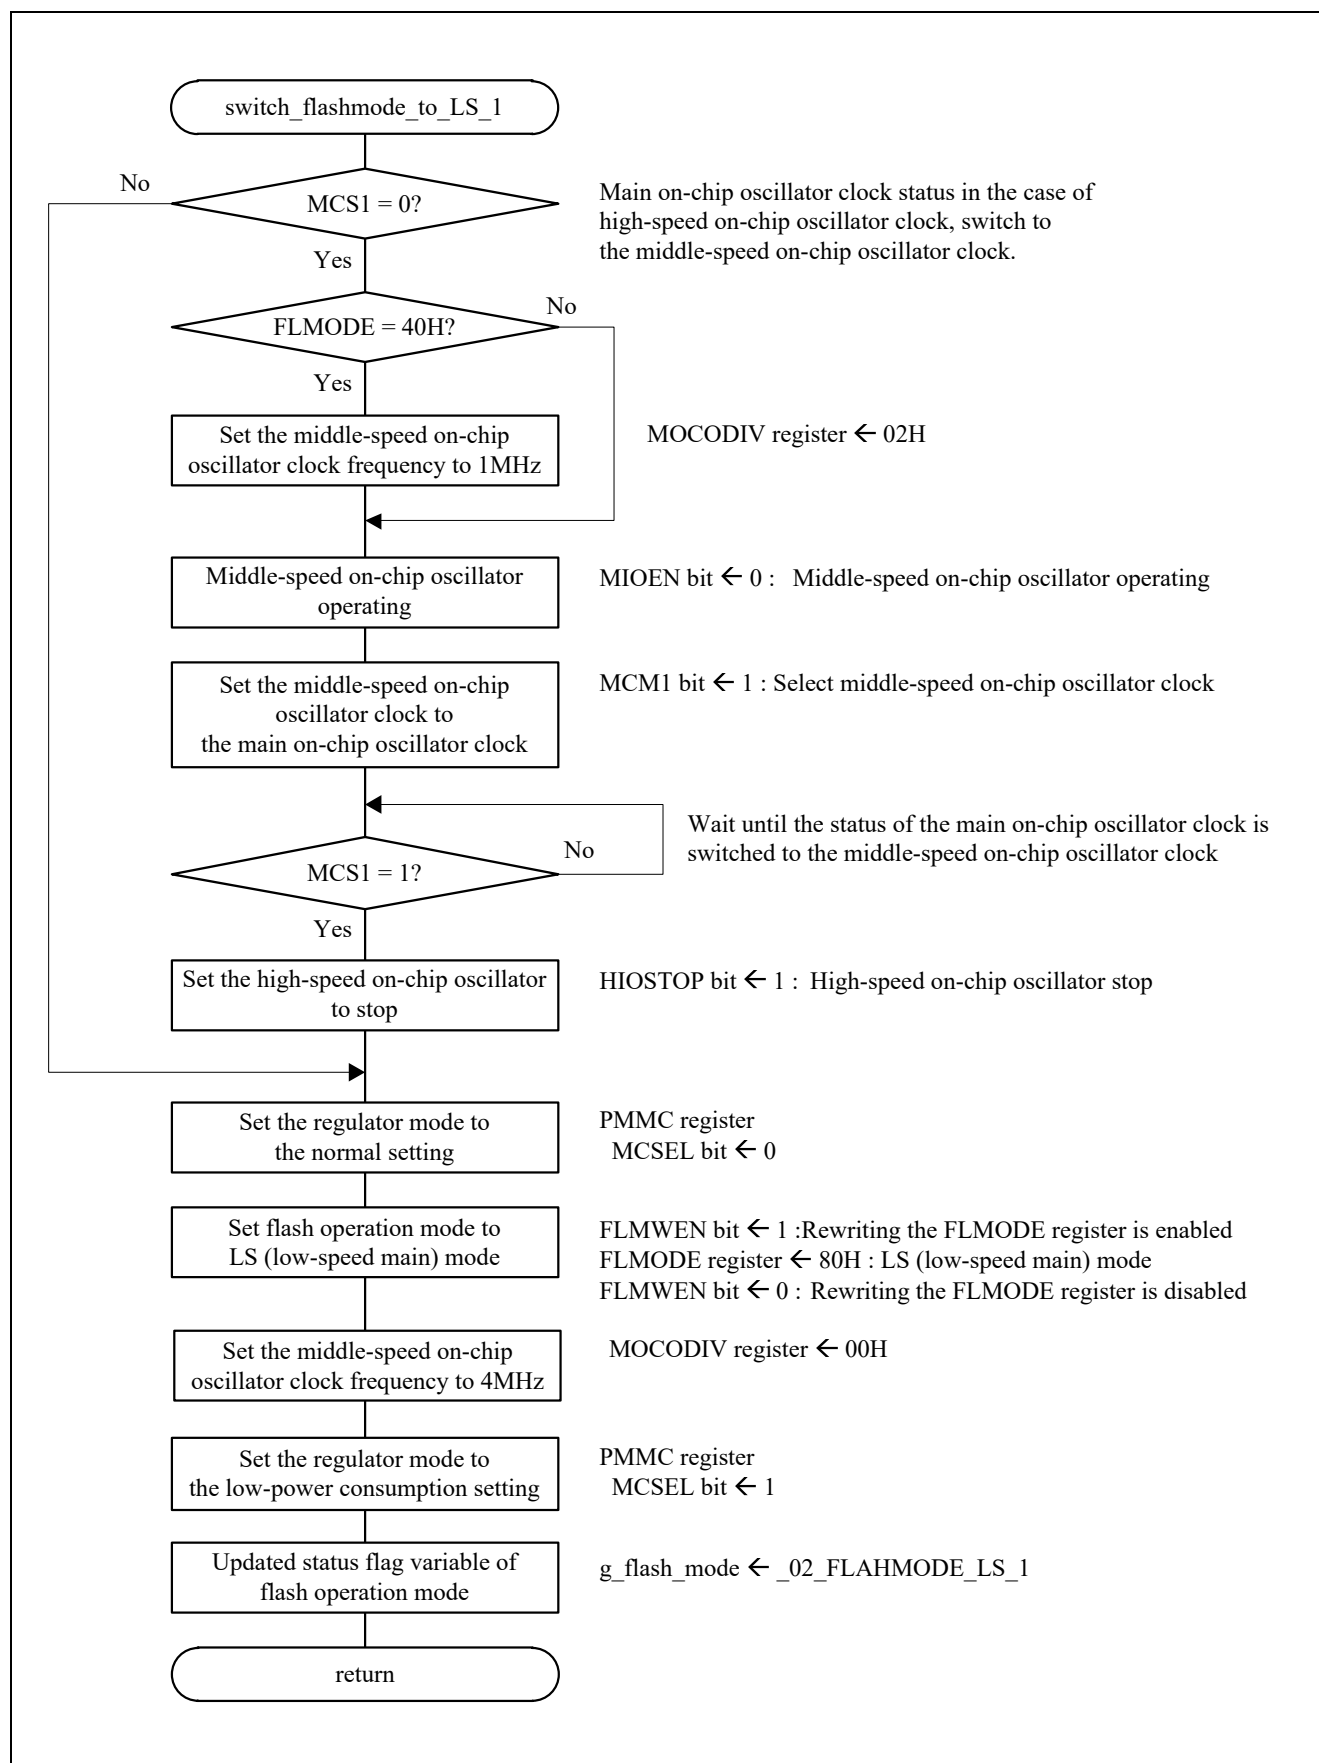 switch_flashmode_to_LS_1
No
MCS1 = 0?
Main on-chip oscillator clock status in the case of
high-speed on-chip oscillator clock, switch to
the middle-speed on-chip oscillator clock.
Yes
No
FLMODE = 40H?
Yes
Set the middle-speed on-chip
oscillator clock frequency to 1MHz
MOCODIV register ← 02H
Middle-speed on-chip oscillator
operating
MIOEN bit ← 0 : Middle-speed on-chip oscillator operating
Set the middle-speed on-chip
oscillator clock to
the main on-chip oscillator clock
MCM1 bit ← 1 : Select middle-speed on-chip oscillator clock
Wait until the status of the main on-chip oscillator clock is
switched to the middle-speed on-chip oscillator clock
No
MCS1 = 1?
Yes
Set the high-speed on-chip oscillator
to stop
HIOSTOP bit ← 1 : High-speed on-chip oscillator stop
Set the regulator mode to
the normal setting
PMMC register
MCSEL bit ← 0
Set flash operation mode to
LS (low-speed main) mode
FLMWEN bit ← 1 :Rewriting the FLMODE register is enabled
FLMODE register ← 80H : LS (low-speed main) mode
FLMWEN bit ← 0 : Rewriting the FLMODE register is disabled
Set the middle-speed on-chip
oscillator clock frequency to 4MHz
MOCODIV register ← 00H
Set the regulator mode to
the low-power consumption setting
PMMC register
MCSEL bit ← 1
Updated status flag variable of
flash operation mode
g_flash_mode ← _02_FLAHMODE_LS_1
return